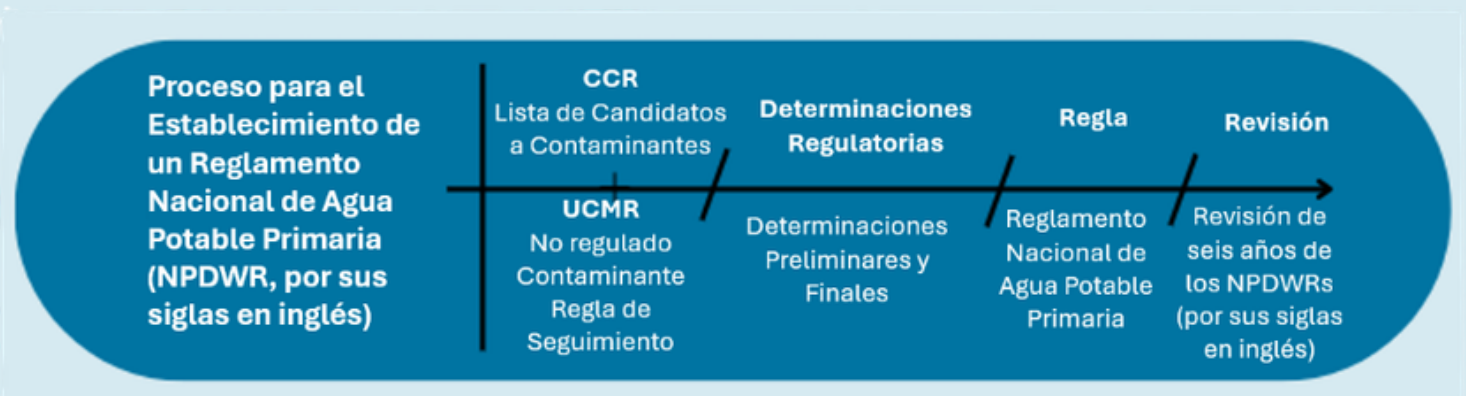 Proceso para el
Establecimiento de
un Reglamento
Nacional de Agua
Potable Primaria
(NPDWR, por sus
siglas en inglés)
CCR
Lista de Candidatos
a Contaminantes
UCMR
No regulado
Contaminante
Regla de
Seguimiento
Determinaciones
Regulatorias
Determinaciones
Preliminares y
Finales
Regla
Reglamento
Nacional de
Agua Potable
Primaria
Revisión
Revisión de
seis años de
los NPDWRs
(por sus siglas
en inglés)